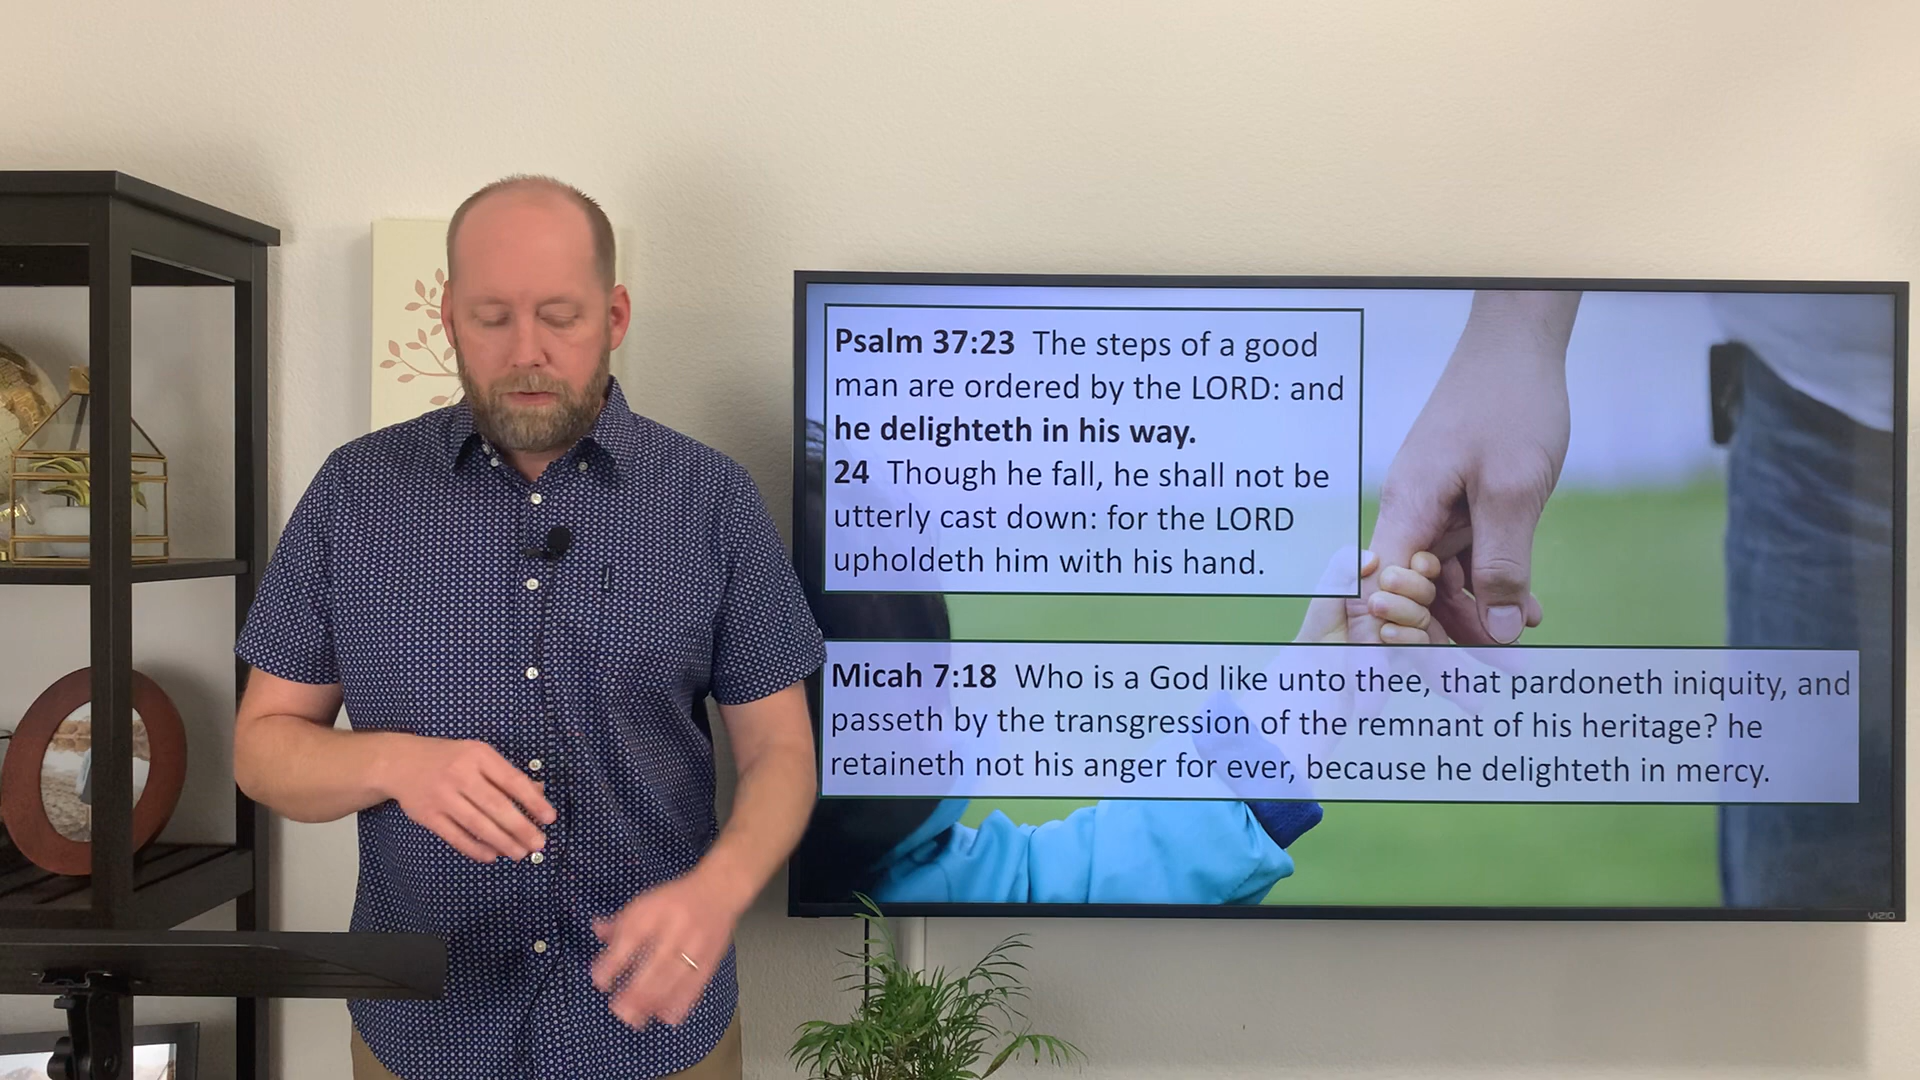 Psalm 37:23 The steps of a good
man are ordered by the LORD: and
he delighteth in his way.
24 Though he fall, he shall not be
utterly cast down: for the LORD
upholdeth him with his hand.
Micah 7:18 Who is a God like unto thee, that pardoneth iniquity, and
passeth by the transgression of the remnant of his heritage? he
retaineth not his anger for ever, because he delighteth in mercy.
VIZIO